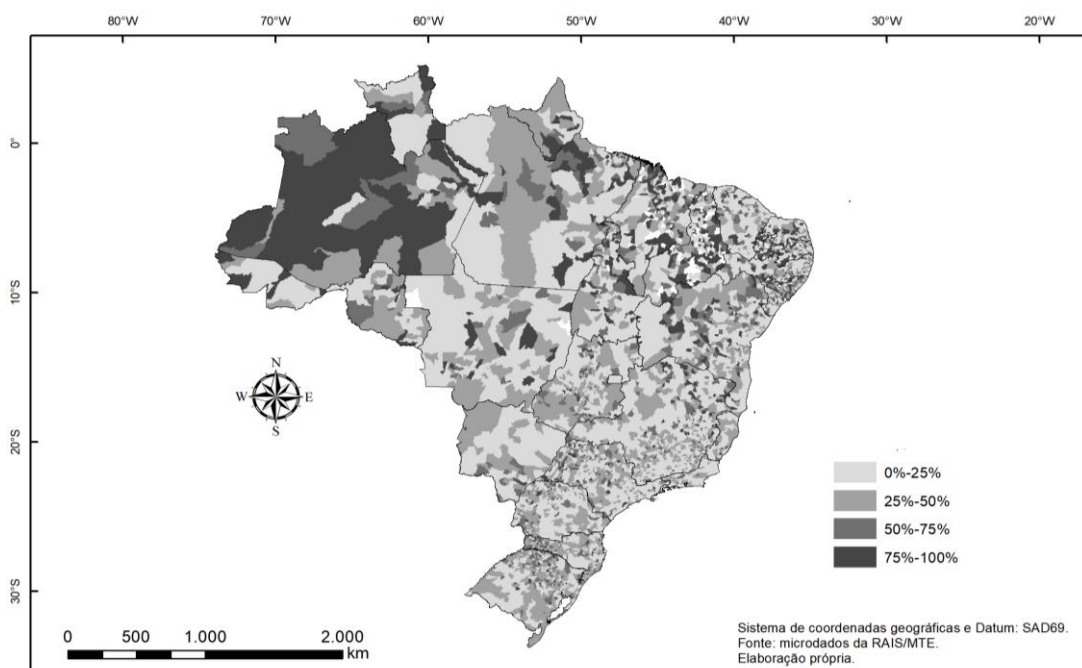 80°W 70°W 60°W 50°W 40°W 30°W 20°W
0°
10°S
20°S
30°S
N
W E
S
0%-25%
25%-50%
50%-75%
75%-100%
0 500 1.000 2.000
km
Sistema de coordenadas geográficas e Datum: SAD69.
Fonte: microdados da RAIS/MTE.
Elaboração própria.